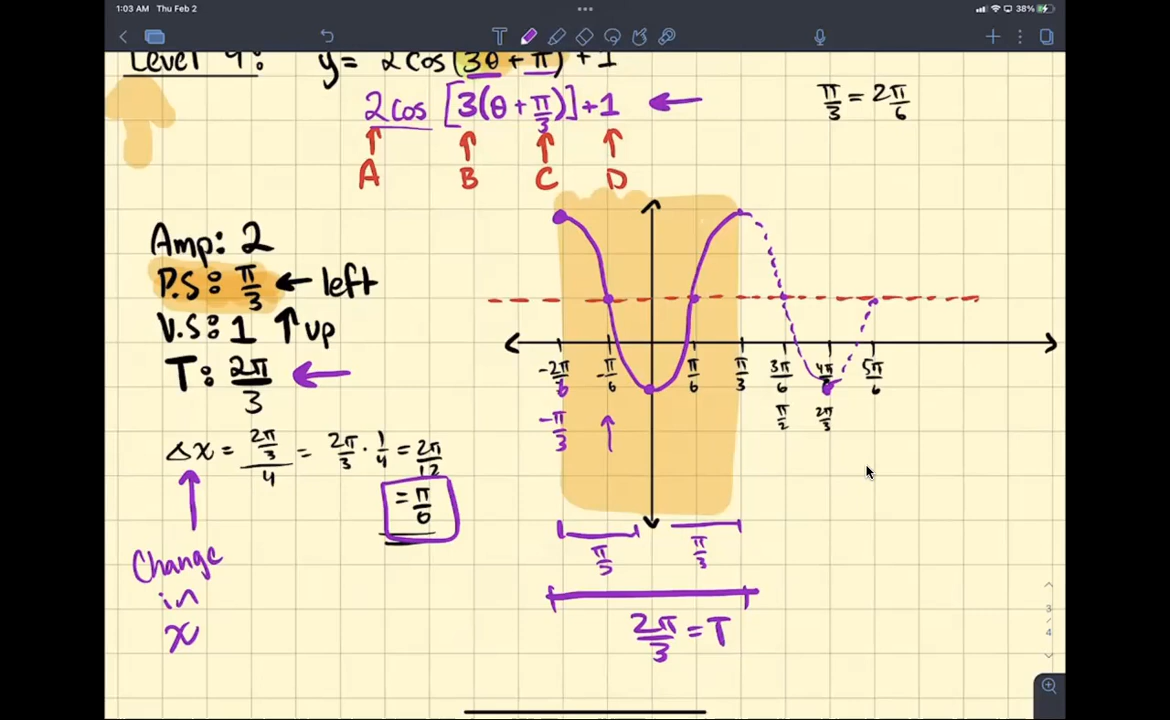 1:03 AM Thu Feb 2
38%
Level 4: y= 2cos(3θ + π) +1
2cos [3(θ + π/3)] +1
π/3 = 2π/6
A B C D
Amp: 2
P.S: π/3 ← left
V.S: 1 ↑ up
T: 2π/3 ←
Δx = 2π/3/4 = 2π/3 · 1/4 = 2π/12
= π/6
Change
in
x
-2π/6 -π/6 π/6 π/3 3π/6 4π/6 5π/6
-π/3 π/2 2π/3
π/5 π/3
2π/3 = T
3
/
4